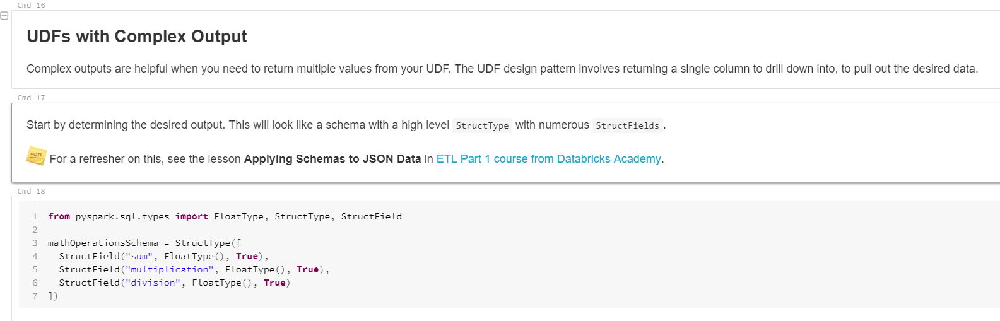 Cmd 16
UDFs with Complex Output
Complex outputs are helpful when you need to return multiple values from your UDF. The UDF design pattern involves returning a single column to drill down into, to pull out the desired data.
Cmd 17
Start by determining the desired output. This will look like a schema with a high level StructType with numerous StructFields .
NOTE For a refresher on this, see the lesson Applying Schemas to JSON Data in ETL Part 1 course from Databricks Academy.
Cmd 18
1 from pyspark.sql.types import FloatType, StructType, StructField
2
3 mathOperationsSchema = StructType([
4   StructField("sum", FloatType(), True),
5   StructField("multiplication", FloatType(), True),
6   StructField("division", FloatType(), True)
7 ])